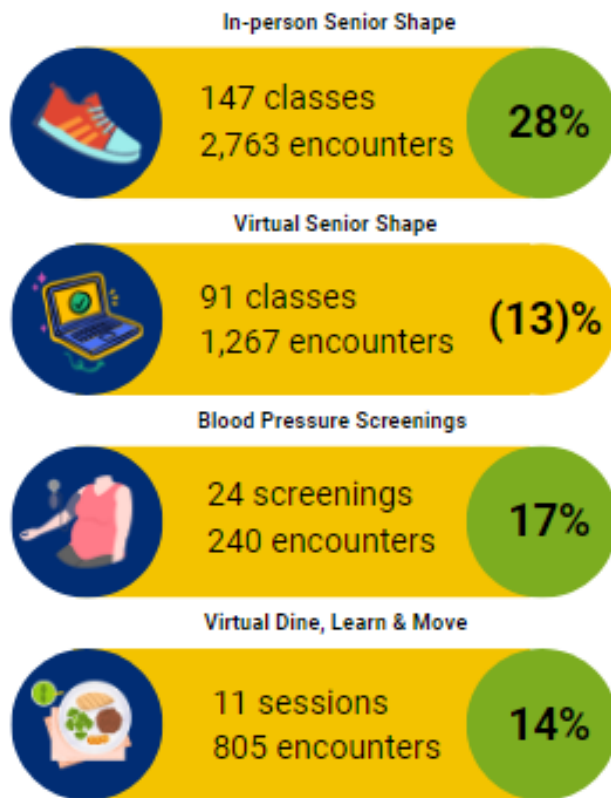 In-person Senior Shape
147 classes
2,763 encounters
28%
Virtual Senior Shape
91 classes
1,267 encounters
(13)%
Blood Pressure Screenings
24 screenings
240 encounters
17%
Virtual Dine, Learn & Move
11 sessions
805 encounters
14%